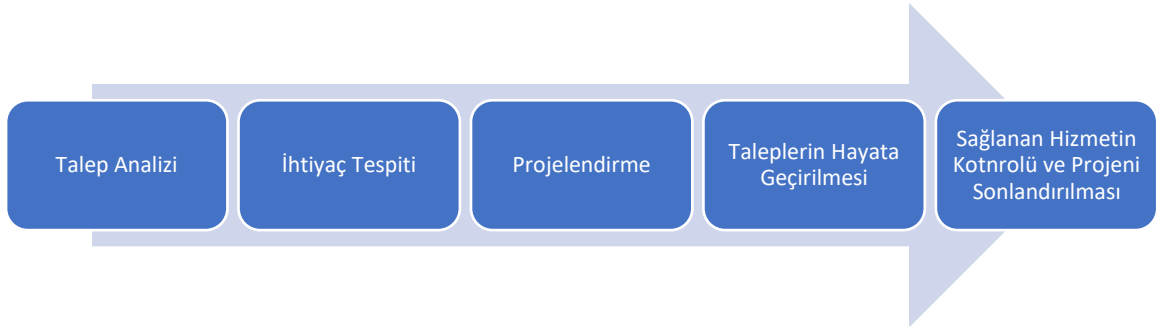 Talep Analizi
İhtiyaç Tespiti
Projelendirme
Taleplerin Hayata
Geçirilmesi
Sağlanan Hizmetin
Kotnrolü ve Projeni
Sonlandırılması